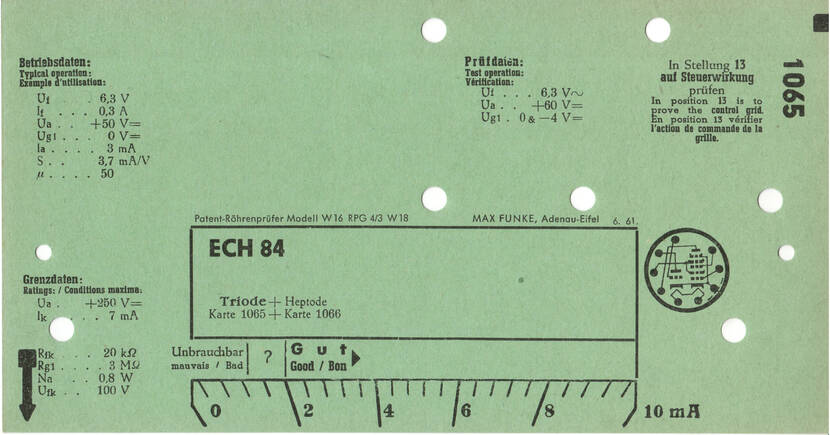 Betriebsdaten:
Typical operation:
Exemple d'utilisation:
Uf . . . 6,3 V
If . . . . 0,3 A
Ua . . +50 V=
Ug1 . . . 0 V=
Ia . . . . 3 mA
S . . 3,7 mA/V
µ . . . . 50
Prüfdaten:
Test operation:
Vérification:
Uf . . . 6,3 V~
Ua . . . +60 V=
Ug1 . 0 & -4 V=
In Stellung 13
auf Steuerwirkung
prüfen
In position 13 is to
prove the control grid.
En position 13 vérifier
l'action de commande de la
grille.
1065
Patent-Röhrenprüfer Modell W16 RPG 4/3 W18 MAX FUNKE, Adenau-Eifel 6. 61.
ECH 84
Triode + Heptode
Karte 1065 + Karte 1066
Grenzdaten:
Ratings: / Conditions maxima:
Ua . +250 V=
Ik . . . 7 mA
Rfk . . . 20 kΩ
Rg1 . . . . 3 MΩ
Na . . . 0,8 W
Ufk . . . 100 V
Unbrauchbar ? Gut
mauvais / Bad Good / Bon
0 2 4 6 8 10 mA